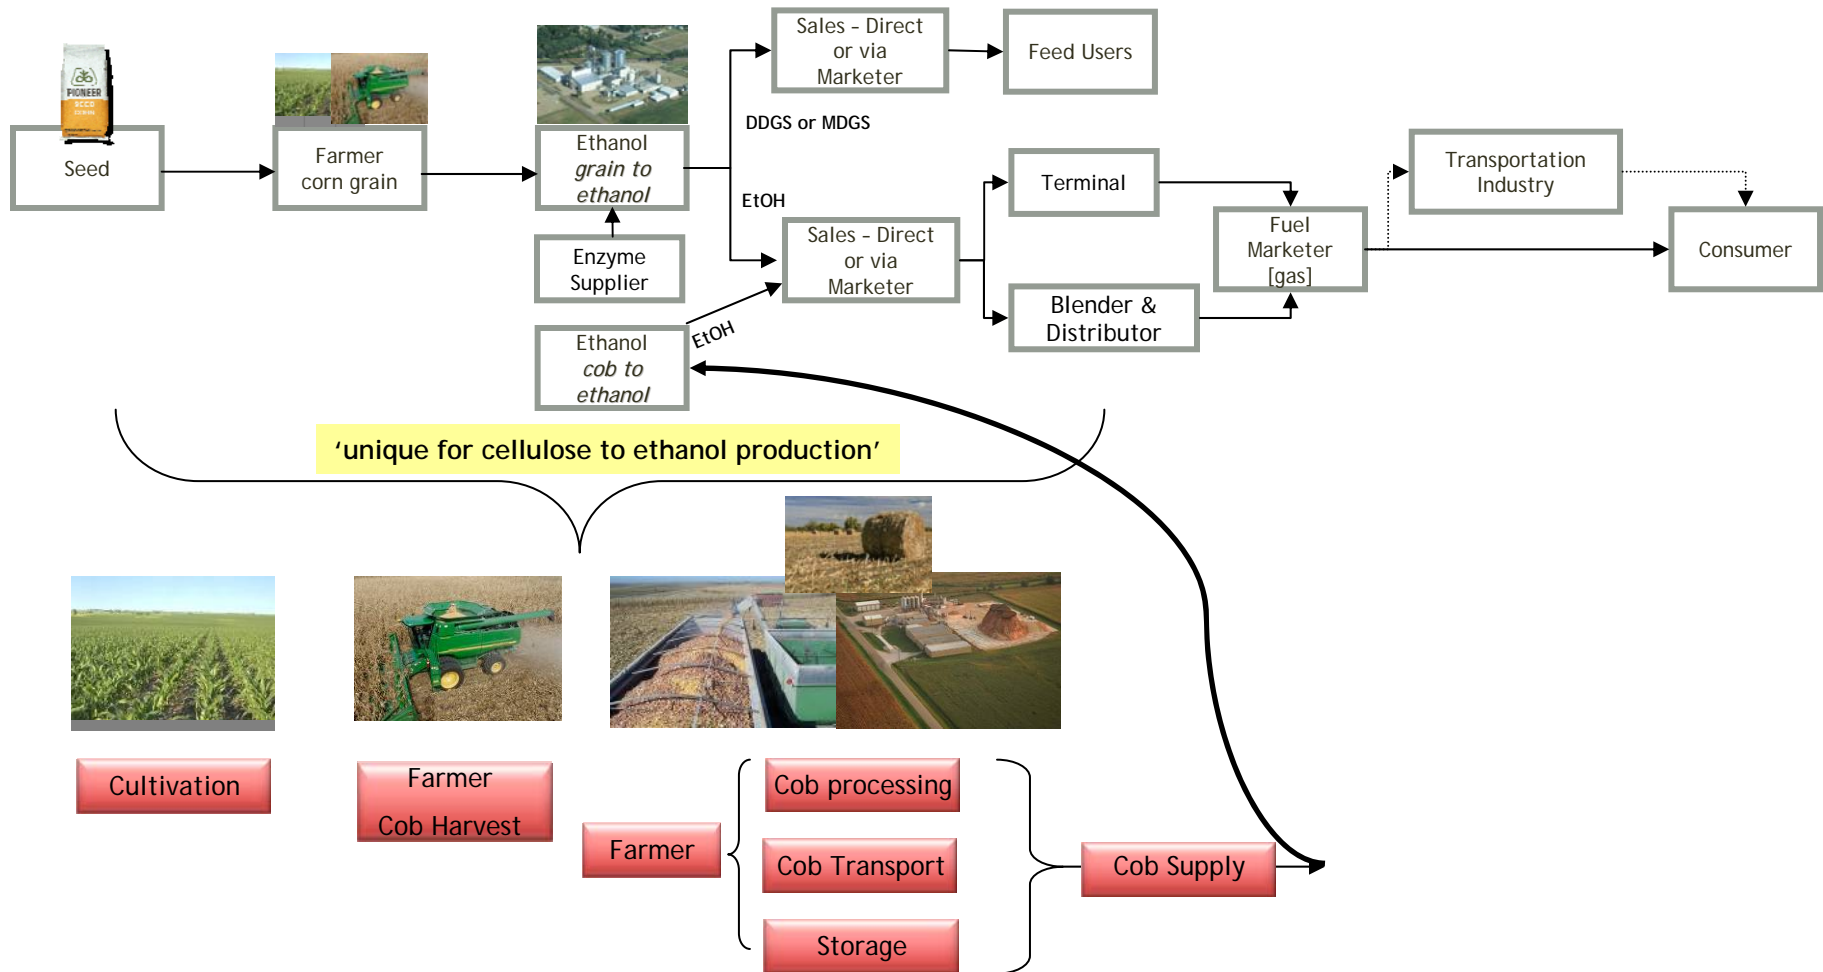 Sales - Direct
or via
Marketer
Feed Users
PIONEER
Seed
Farmer
corn grain
Ethanol
grain to
ethanol
DDGS or MDGS
EtOH
Enzyme
Supplier
Sales - Direct
or via
Marketer
Terminal
Blender &
Distributor
Fuel
Marketer
[gas]
Transportation
Industry
Consumer
Ethanol
cob to
ethanol
EtOH
‘unique for cellulose to ethanol production’
Cultivation
Farmer
Cob Harvest
Farmer
Cob processing
Cob Transport
Storage
Cob Supply